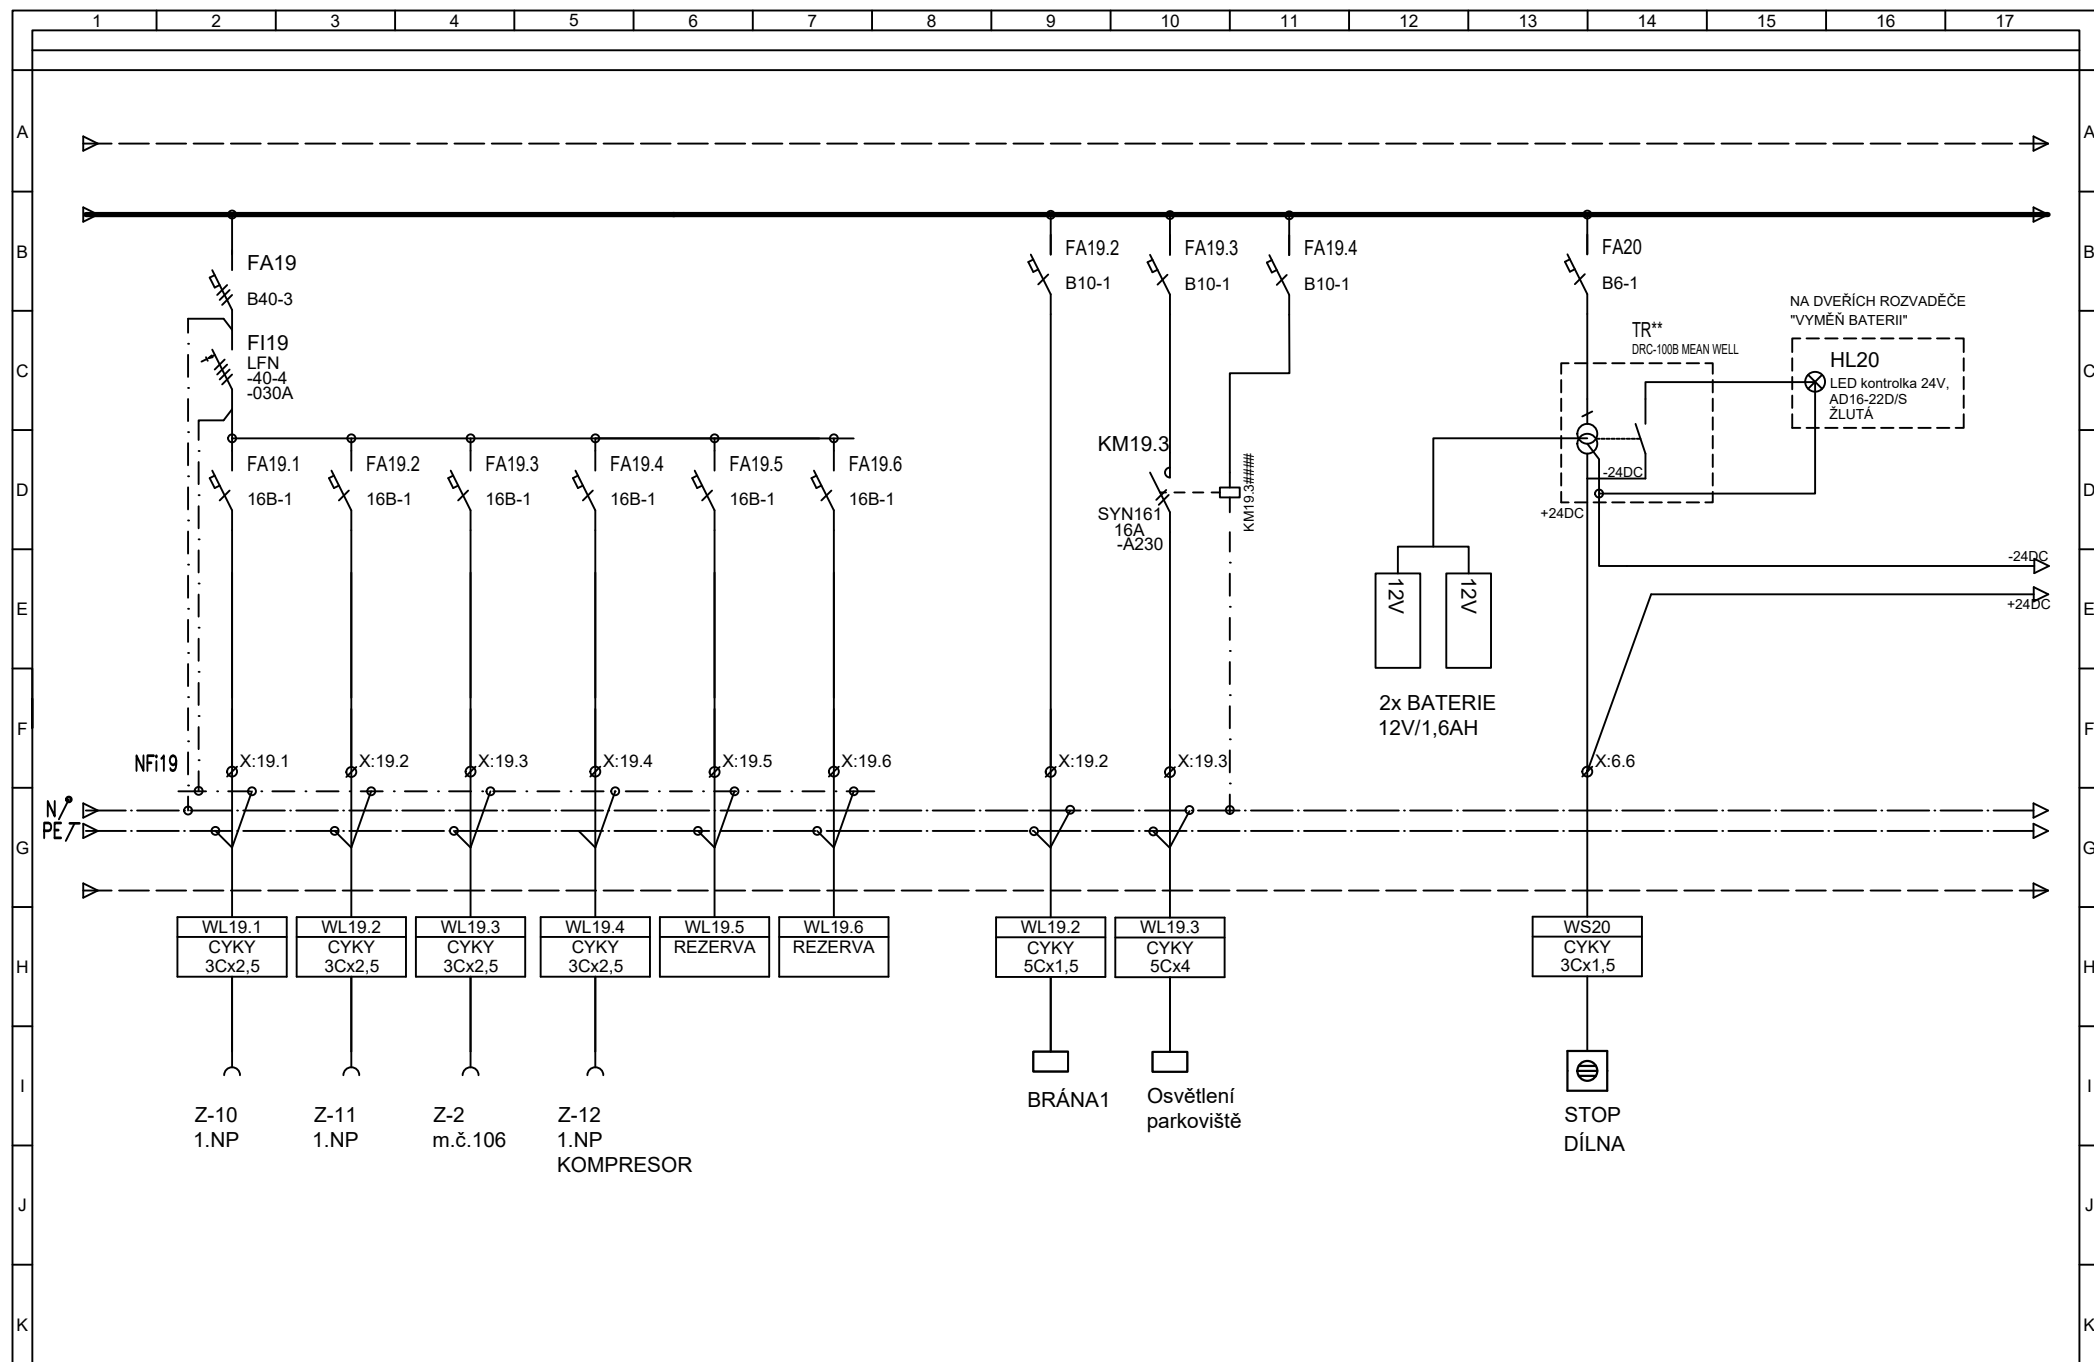 1 2 3 4 5 6 7 8 9 10 11 12 13 14 15 16 17
A A
B B
C C
D D
E E
F F
G G
H H
I I
J J
K K
FA19
B40-3
FI19
LFN
-40-4
-030A
FA19.1
16B-1
FA19.2
16B-1
FA19.3
16B-1
FA19.4
16B-1
FA19.5
16B-1
FA19.6
16B-1
FA19.2
B10-1
FA19.3
B10-1
FA19.4
B10-1
FA20
B6-1
KM19.3
SYN161
16A
-A230
KM19.3####
TR**
DRC-100B MEAN WELL
NA DVEŘÍCH ROZVADĚČE
"VYMĚŇ BATERII"
HL20
LED kontrolka 24V,
AD16-22D/S
ŽLUTÁ
-24DC
+24DC
-24DC
+24DC
12V
12V
2x BATERIE
12V/1,6AH
NFi19
X:19.1
X:19.2
X:19.3
X:19.4
X:19.5
X:19.6
X:19.2
X:19.3
X:6.6
N
PE
WL19.1
CYKY
3Cx2,5
WL19.2
CYKY
3Cx2,5
WL19.3
CYKY
3Cx2,5
WL19.4
CYKY
3Cx2,5
WL19.5
REZERVA
WL19.6
REZERVA
WL19.2
CYKY
5Cx1,5
WL19.3
CYKY
5Cx4
WS20
CYKY
3Cx1,5
Z-10
1.NP
Z-11
1.NP
Z-2
m.č.106
Z-12
1.NP
KOMPRESOR
BRÁNA1
Osvětlení
parkoviště
STOP
DÍLNA